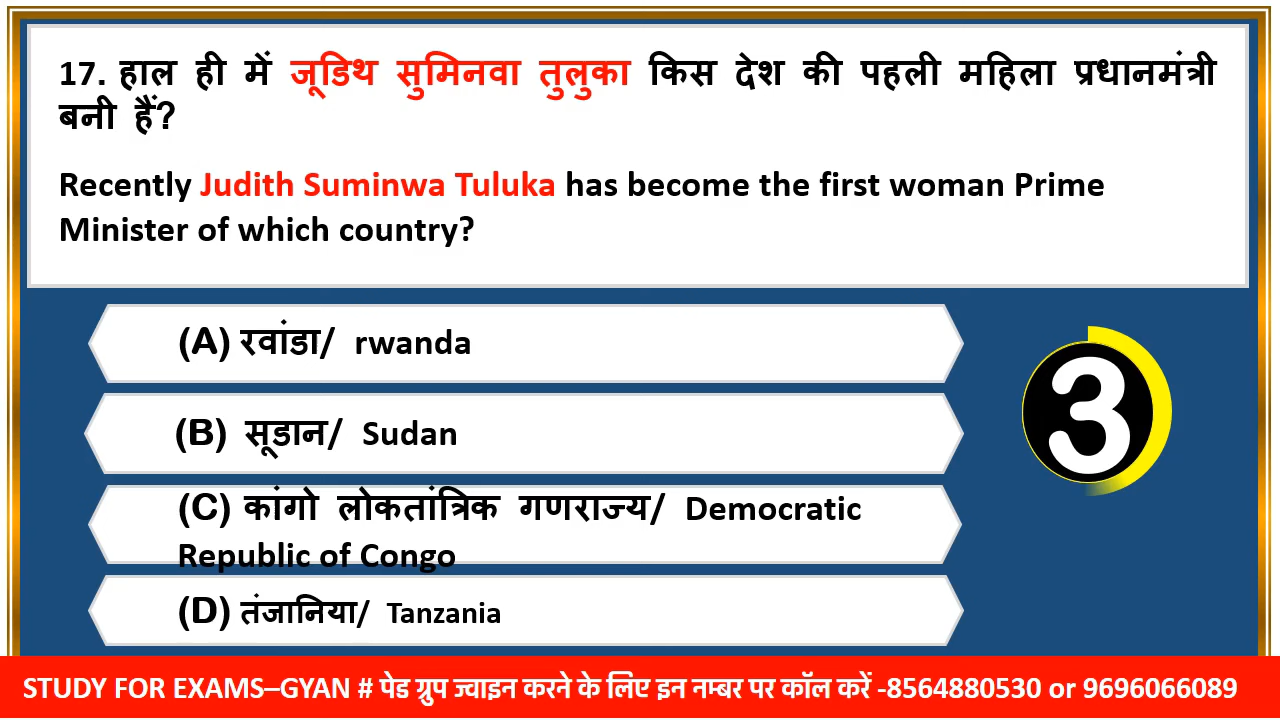 17. हाल ही में जूडिथ सुमिनवा तुलुका किस देश की पहली महिला प्रधानमंत्री
बनी हैं?
Recently Judith Suminwa Tuluka has become the first woman Prime
Minister of which country?
(A) रवांडा/ rwanda
(B) सूडान/ Sudan
3
(C) कांगो लोकतांत्रिक गणराज्य/ Democratic
Republic of Congo
(D) तंजानिया/ Tanzania
STUDY FOR EXAMS–GYAN # पेड ग्रुप ज्वाइन करने के लिए इन नम्बर पर कॉल करें -8564880530 or 9696066089